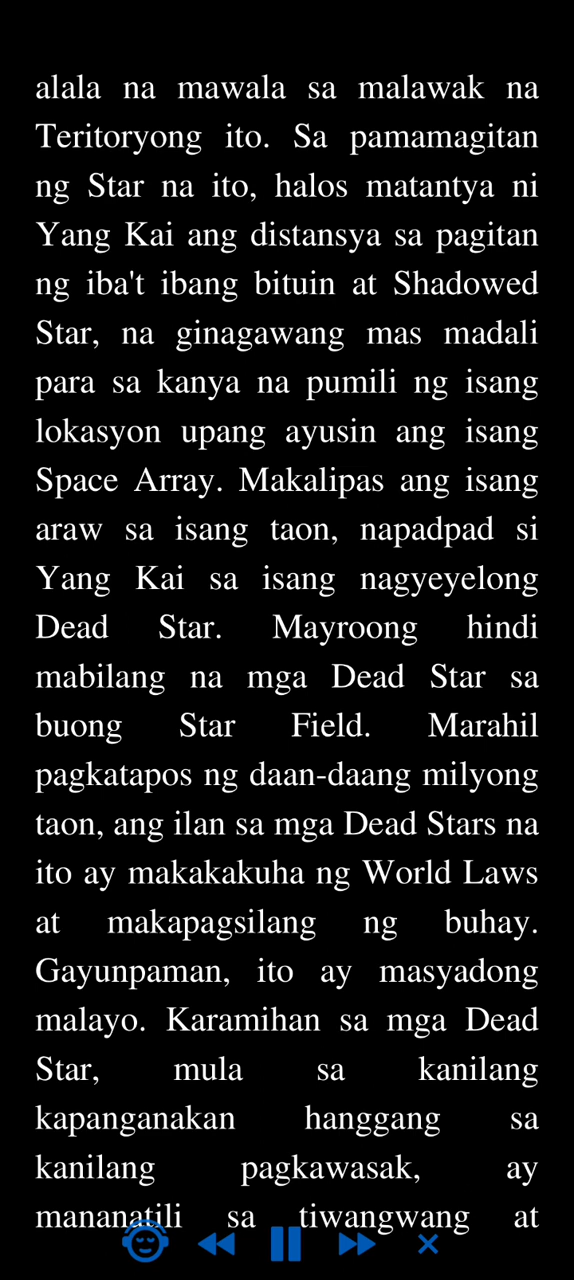 alala na mawala sa malawak na
Teritoryong ito. Sa pamamagitan
ng Star na ito, halos matantya ni
Yang Kai ang distansya sa pagitan
ng iba't ibang bituin at Shadowed
Star, na ginagawang mas madali
para sa kanya na pumili ng isang
lokasyon upang ayusin ang isang
Space Array. Makalipas ang isang
araw sa isang taon, napadpad si
Yang Kai sa isang nagyeyelong
Dead Star. Mayroong hindi
mabilang na mga Dead Star sa
buong Star Field. Marahil
pagkatapos ng daan-daang milyong
taon, ang ilan sa mga Dead Stars na
ito ay makakakuha ng World Laws
at makapagsilang ng buhay.
Gayunpaman, ito ay masyadong
malayo. Karamihan sa mga Dead
Star, mula sa kanilang
kapanganakan hanggang sa
kanilang pagkawasak, ay
mananatili sa tiwangwang at